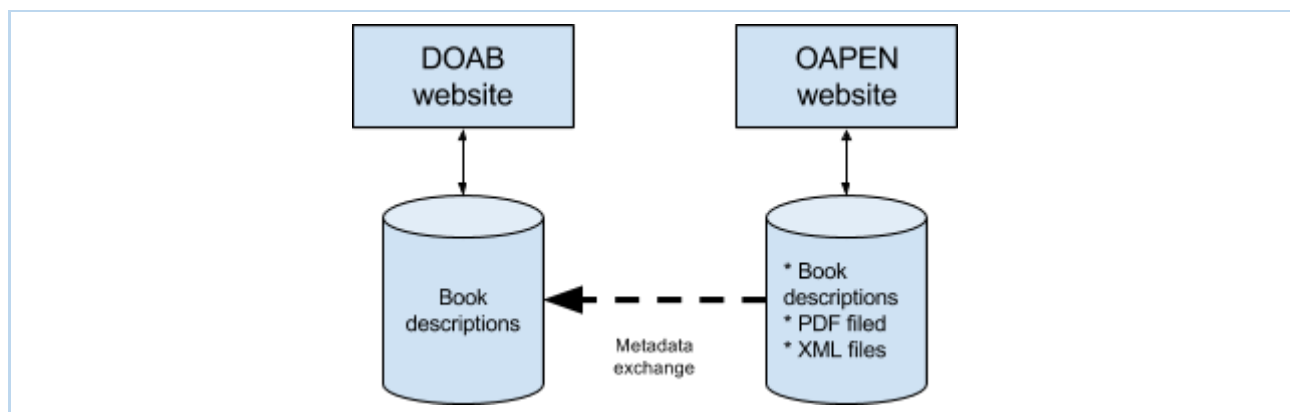 DOAB
website
OAPEN
website
Book
descriptions
Metadata
exchange
* Book
descriptions
* PDF filed
* XML files